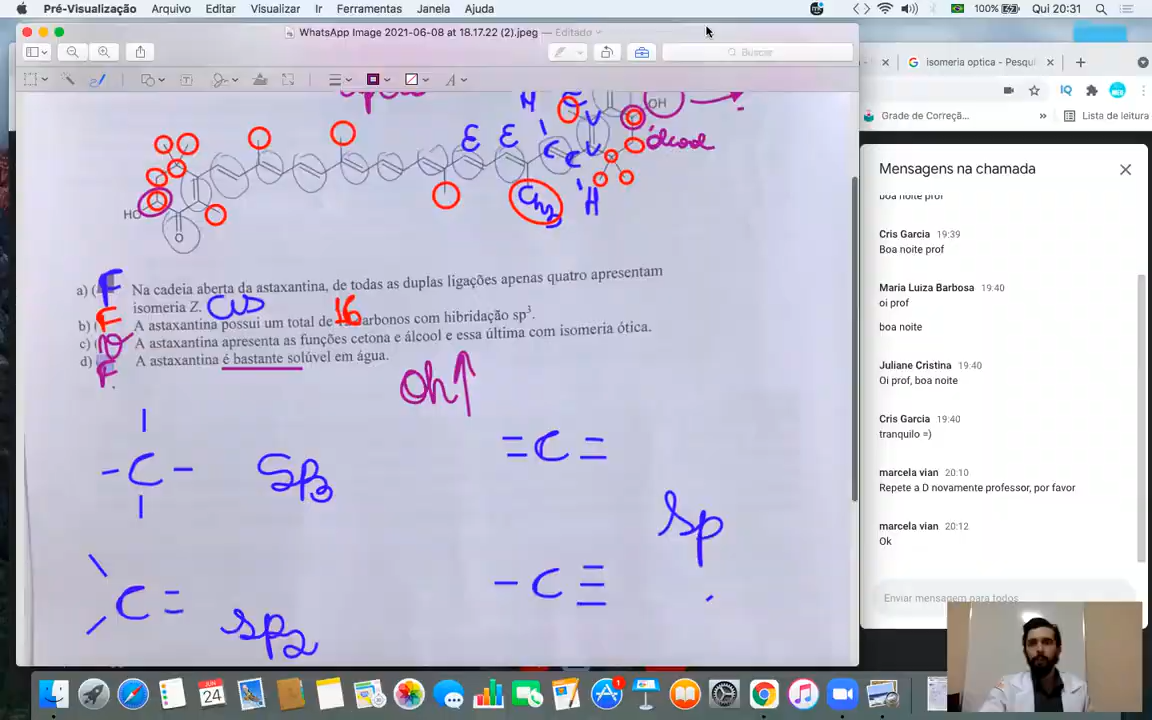 Pré-Visualização Arquivo Editar Visualizar Ir Ferramentas Janela Ajuda 100% Qui 20:31
WhatsApp Image 2021-06-08 at 18.17.22 (2).jpeg — Editado
Buscar
isomeria optica - Pesqui
Grade de Correçã...
Lista de leitura
H
OH
álcool
E E
C
C
H
CH3
HO
O
a) ( F Na cadeia aberta da astaxantina, de todas as duplas ligações apenas quatro apresentam
isomeria Z. Cis
b) ( F A astaxantina possui um total de 16 carbonos com hibridação sp³.
c) ( A astaxantina apresenta as funções cetona e álcool e essa última com isomeria ótica.
d) F A astaxantina é bastante solúvel em água.
Oh↑
- C - Sp3
= C =
sp
C = sp2
- C ≡
Mensagens na chamada
boa noite prof
Cris Garcia 19:39
Boa noite prof
Maria Luiza Barbosa 19:40
oi prof
boa noite
Juliane Cristina 19:40
Oi prof, boa noite
Cris Garcia 19:40
tranquilo =)
marcela vian 20:10
Repete a D novamente professor, por favor
marcela vian 20:12
Ok
Enviar mensagem para todos
JUN
24
1